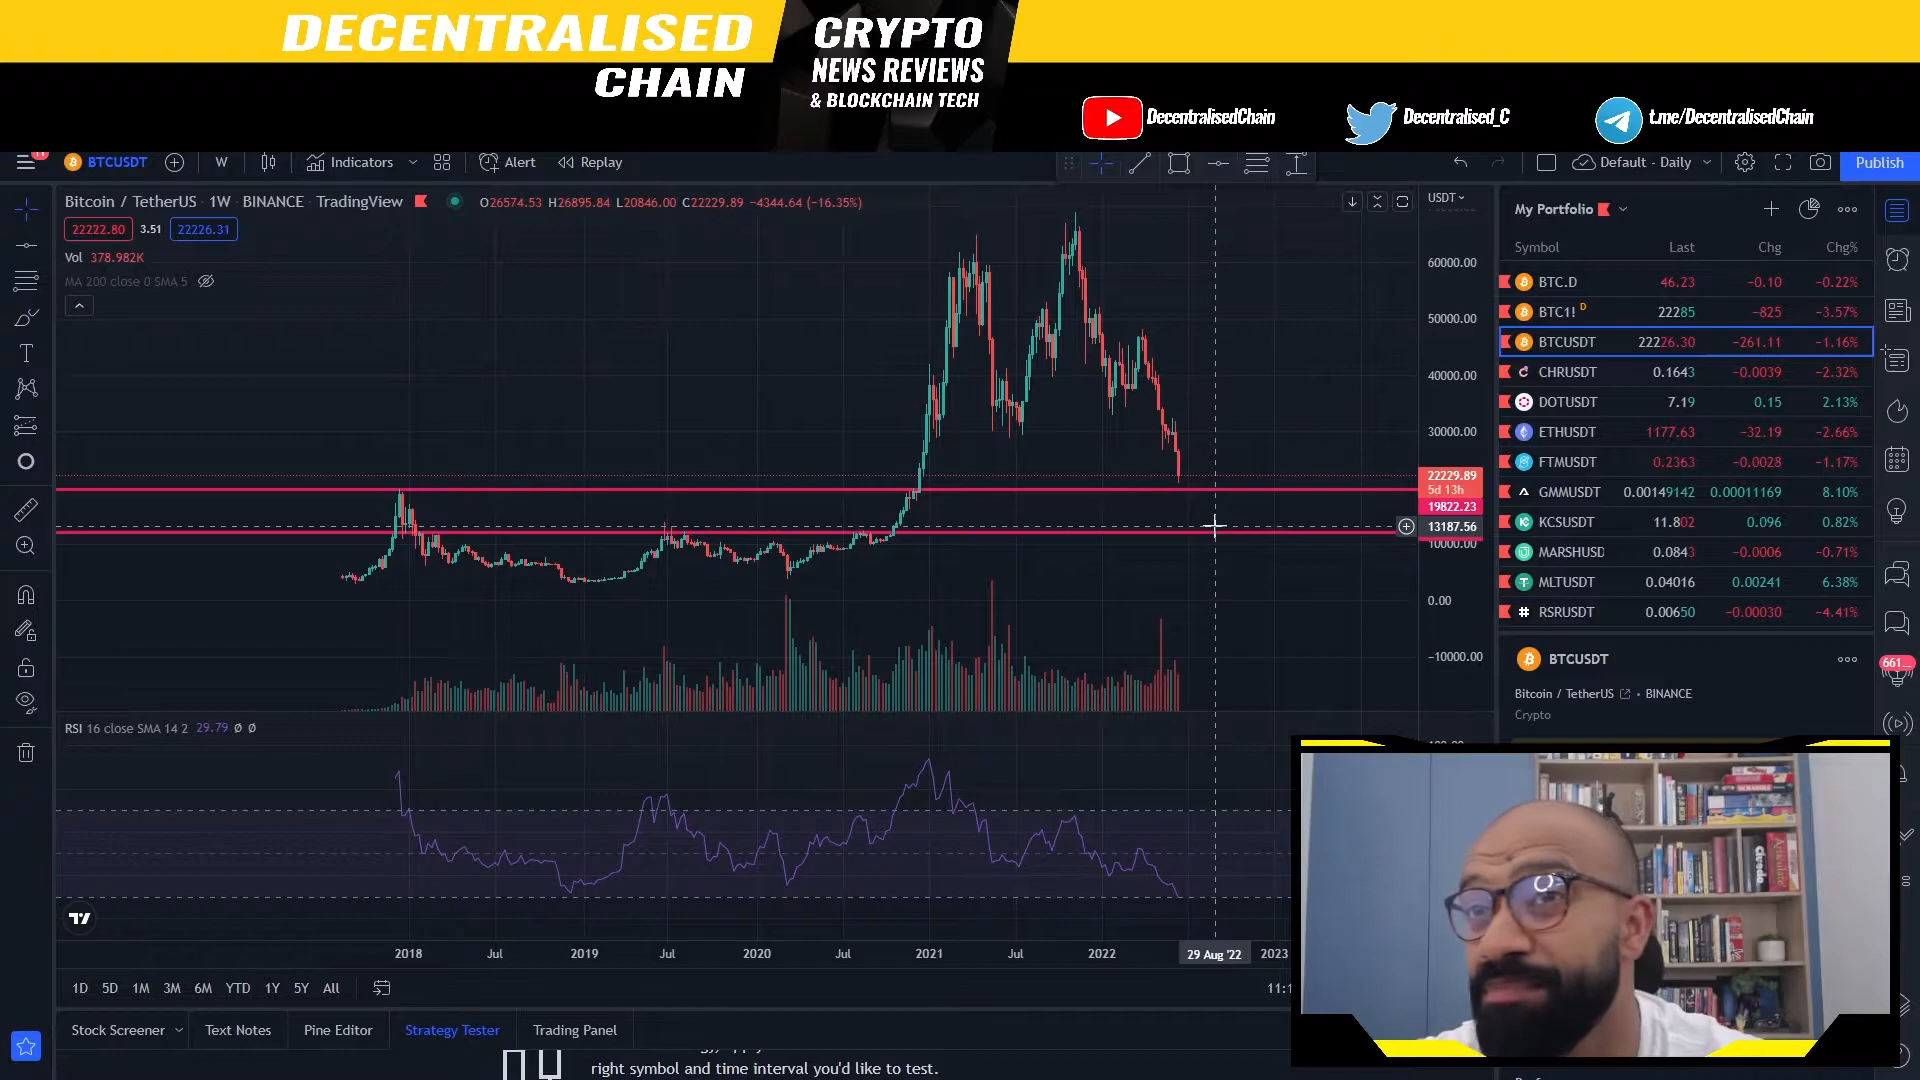 DECENTRALISED
CHAIN
CRYPTO
NEWS REVIEWS
& BLOCKCHAIN TECH
DecentralisedChain
Decentralised_C
t.me/DecentralisedChain
11
BTCUSDT
W
Indicators
Alert
Replay
Default - Daily
Publish
Bitcoin / TetherUS · 1W · BINANCE · TradingView
O26574.53 H26895.84 L20846.00 C22229.89 −4344.64 (−16.35%)
22222.80 3.51 22226.31
Vol 378.982K
MA 200 close 0 SMA 5
USDT
60000.00
50000.00
40000.00
30000.00
22229.89
5d 13h
19822.23
13187.56
10000.00
0.00
−10000.00
RSI 16 close SMA 14 2 29.79 Ø Ø
2018 Jul 2019 Jul 2020 Jul 2021 Jul 2022 29 Aug '22 2023
1D 5D 1M 3M 6M YTD 1Y 5Y All
Stock Screener
Text Notes
Pine Editor
Strategy Tester
Trading Panel
right symbol and time interval you'd like to test.
My Portfolio
Symbol Last Chg Chg%
BTC.D 46.23 −0.10 −0.22%
BTC1! D 22285 −825 −3.57%
BTCUSDT 22226.30 −261.11 −1.16%
CHRUSDT 0.1643 −0.0039 −2.32%
DOTUSDT 7.19 0.15 2.13%
ETHUSDT 1177.63 −32.19 −2.66%
FTMUSDT 0.2363 −0.0028 −1.17%
GMMUSDT 0.00149142 0.00011169 8.10%
KCSUSDT 11.802 0.096 0.82%
MARSHUSD 0.0843 −0.0006 −0.71%
MLTUSDT 0.04016 0.00241 6.38%
RSRUSDT 0.00650 −0.00030 −4.41%
BTCUSDT
Bitcoin / TetherUS • BINANCE
Crypto
661...
Cluedo
Articulate